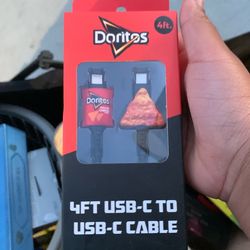 4ft.
Doritos
Doritos
4FT USB-C TO
USB-C CABLE